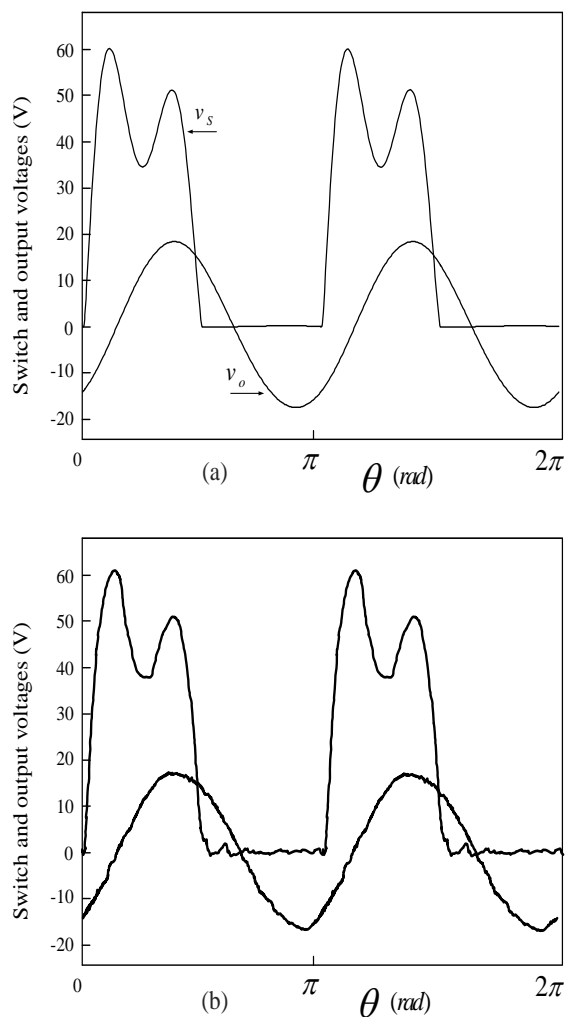 Switch and output voltages (V)
60
50
40
30
20
10
0
-10
-20
v_S
v_o
0
π
2π
θ (rad)
(a)
Switch and output voltages (V)
60
50
40
30
20
10
0
-10
-20
0
π
2π
θ (rad)
(b)